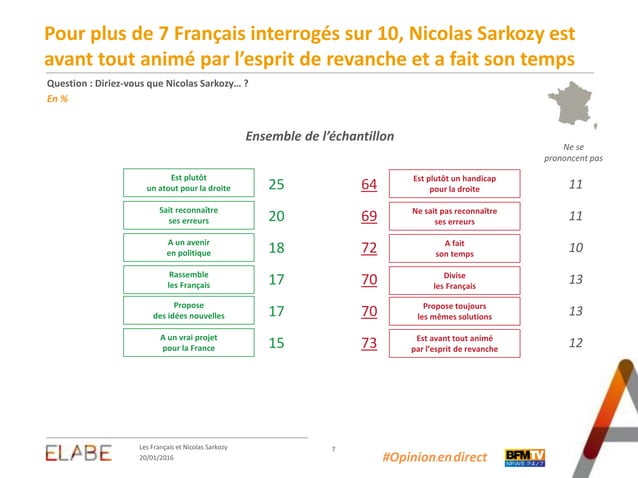 Pour plus de 7 Français interrogés sur 10, Nicolas Sarkozy est
avant tout animé par l’esprit de revanche et a fait son temps
Question : Diriez-vous que Nicolas Sarkozy… ?
En %
Ensemble de l’échantillon
Ne se
prononcent pas
Est plutôt
un atout pour la droite
25
64
Est plutôt un handicap
pour la droite
11
Sait reconnaître
ses erreurs
20
69
Ne sait pas reconnaître
ses erreurs
11
A un avenir
en politique
18
72
A fait
son temps
10
Rassemble
les Français
17
70
Divise
les Français
13
Propose
des idées nouvelles
17
70
Propose toujours
les mêmes solutions
13
A un vrai projet
pour la France
15
73
Est avant tout animé
par l’esprit de revanche
12
ELABE
Les Français et Nicolas Sarkozy
20/01/2016
7
#Opinionendirect
BFMTV
NEWS 24/7